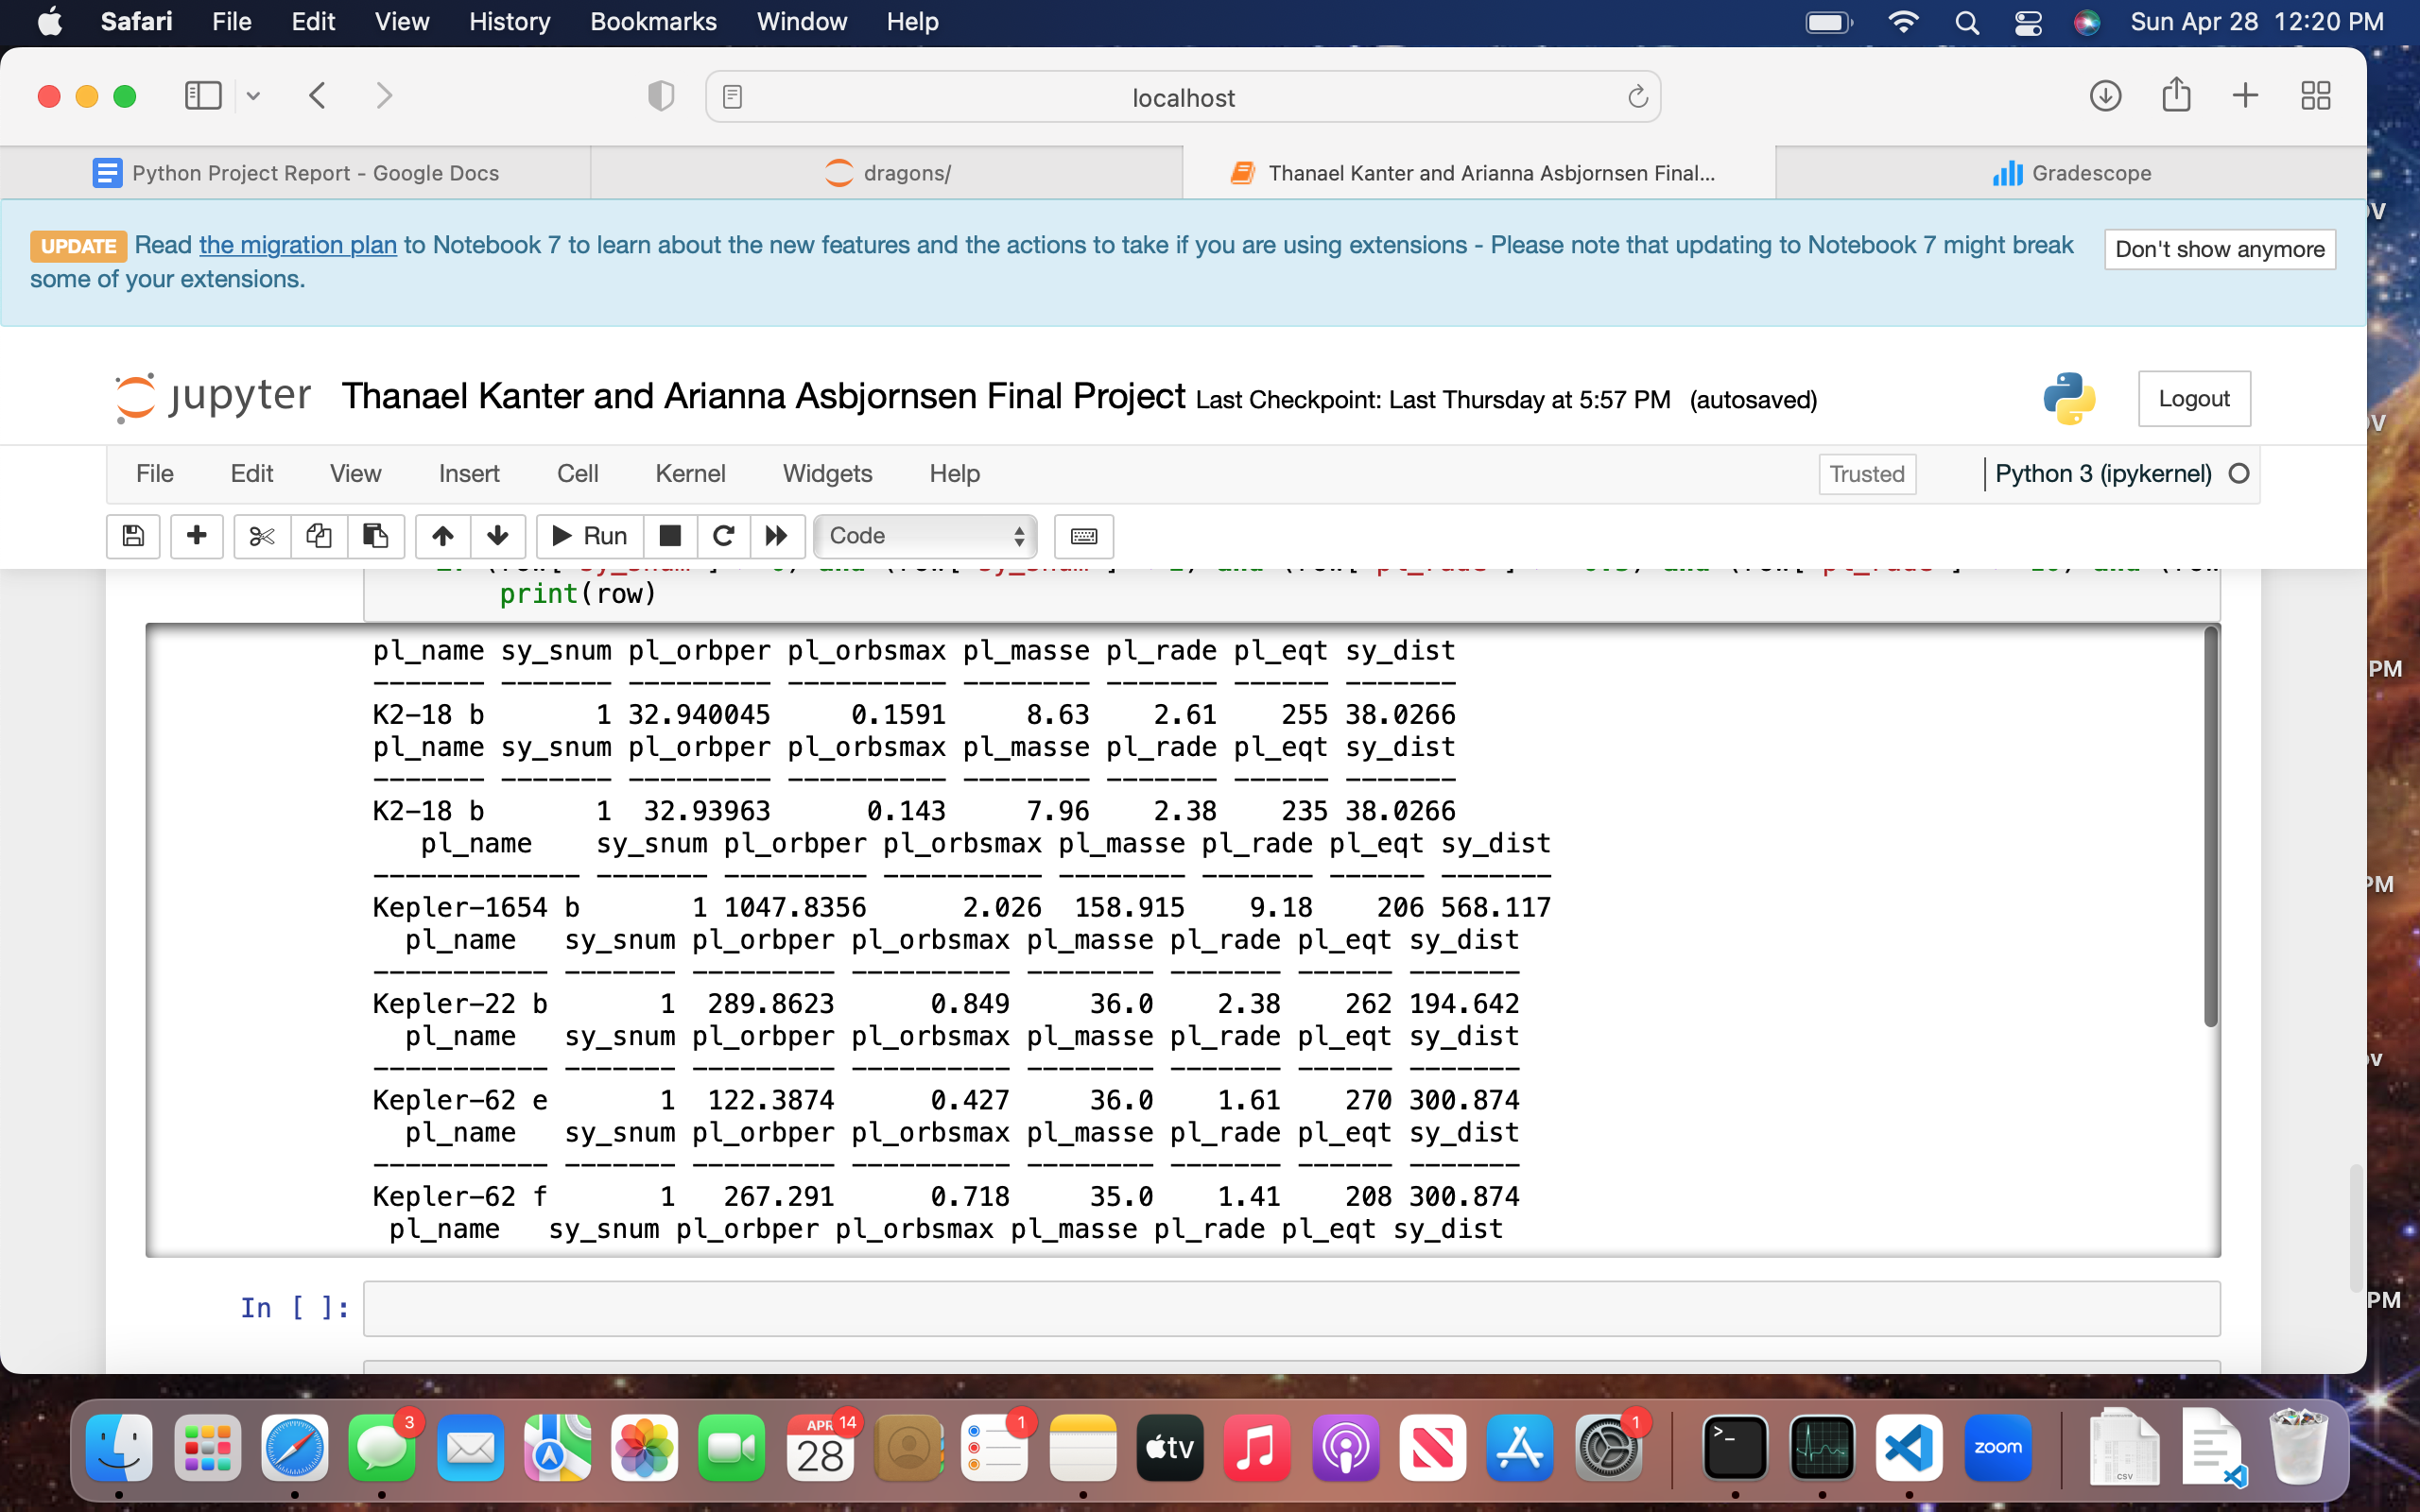 Safari File Edit View History Bookmarks Window Help Sun Apr 28 12:20 PM
localhost
Python Project Report - Google Docs dragons/ Thanael Kanter and Arianna Asbjornsen Final... Gradescope
UPDATE Read the migration plan to Notebook 7 to learn about the new features and the actions to take if you are using extensions - Please note that updating to Notebook 7 might break Don't show anymore
some of your extensions.
jupyter Thanael Kanter and Arianna Asbjornsen Final Project Last Checkpoint: Last Thursday at 5:57 PM (autosaved) Logout
File Edit View Insert Cell Kernel Widgets Help Trusted Python 3 (ipykernel)
Run Code
print(row)
pl_name sy_snum pl_orbper pl_orbsmax pl_masse pl_rade pl_eqt sy_dist
------- ------- --------- ---------- -------- ------- ------ -------
K2-18 b 1 32.940045 0.1591 8.63 2.61 255 38.0266
pl_name sy_snum pl_orbper pl_orbsmax pl_masse pl_rade pl_eqt sy_dist
------- ------- --------- ---------- -------- ------- ------ -------
K2-18 b 1 32.93963 0.143 7.96 2.38 235 38.0266
pl_name sy_snum pl_orbper pl_orbsmax pl_masse pl_rade pl_eqt sy_dist
------------- ------- --------- ---------- -------- ------- ------ -------
Kepler-1654 b 1 1047.8356 2.026 158.915 9.18 206 568.117
pl_name sy_snum pl_orbper pl_orbsmax pl_masse pl_rade pl_eqt sy_dist
----------- ------- --------- ---------- -------- ------- ------ -------
Kepler-22 b 1 289.8623 0.849 36.0 2.38 262 194.642
pl_name sy_snum pl_orbper pl_orbsmax pl_masse pl_rade pl_eqt sy_dist
----------- ------- --------- ---------- -------- ------- ------ -------
Kepler-62 e 1 122.3874 0.427 36.0 1.61 270 300.874
pl_name sy_snum pl_orbper pl_orbsmax pl_masse pl_rade pl_eqt sy_dist
----------- ------- --------- ---------- -------- ------- ------ -------
Kepler-62 f 1 267.291 0.718 35.0 1.41 208 300.874
pl_name sy_snum pl_orbper pl_orbsmax pl_masse pl_rade pl_eqt sy_dist
In [ ]:
PM
PM
3 APR 14 28 1 tv 1 >_ zoom CSV